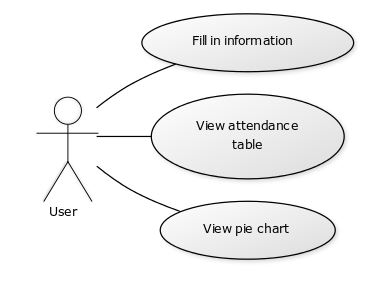 Fill in information
View attendance
table
User
View pie chart